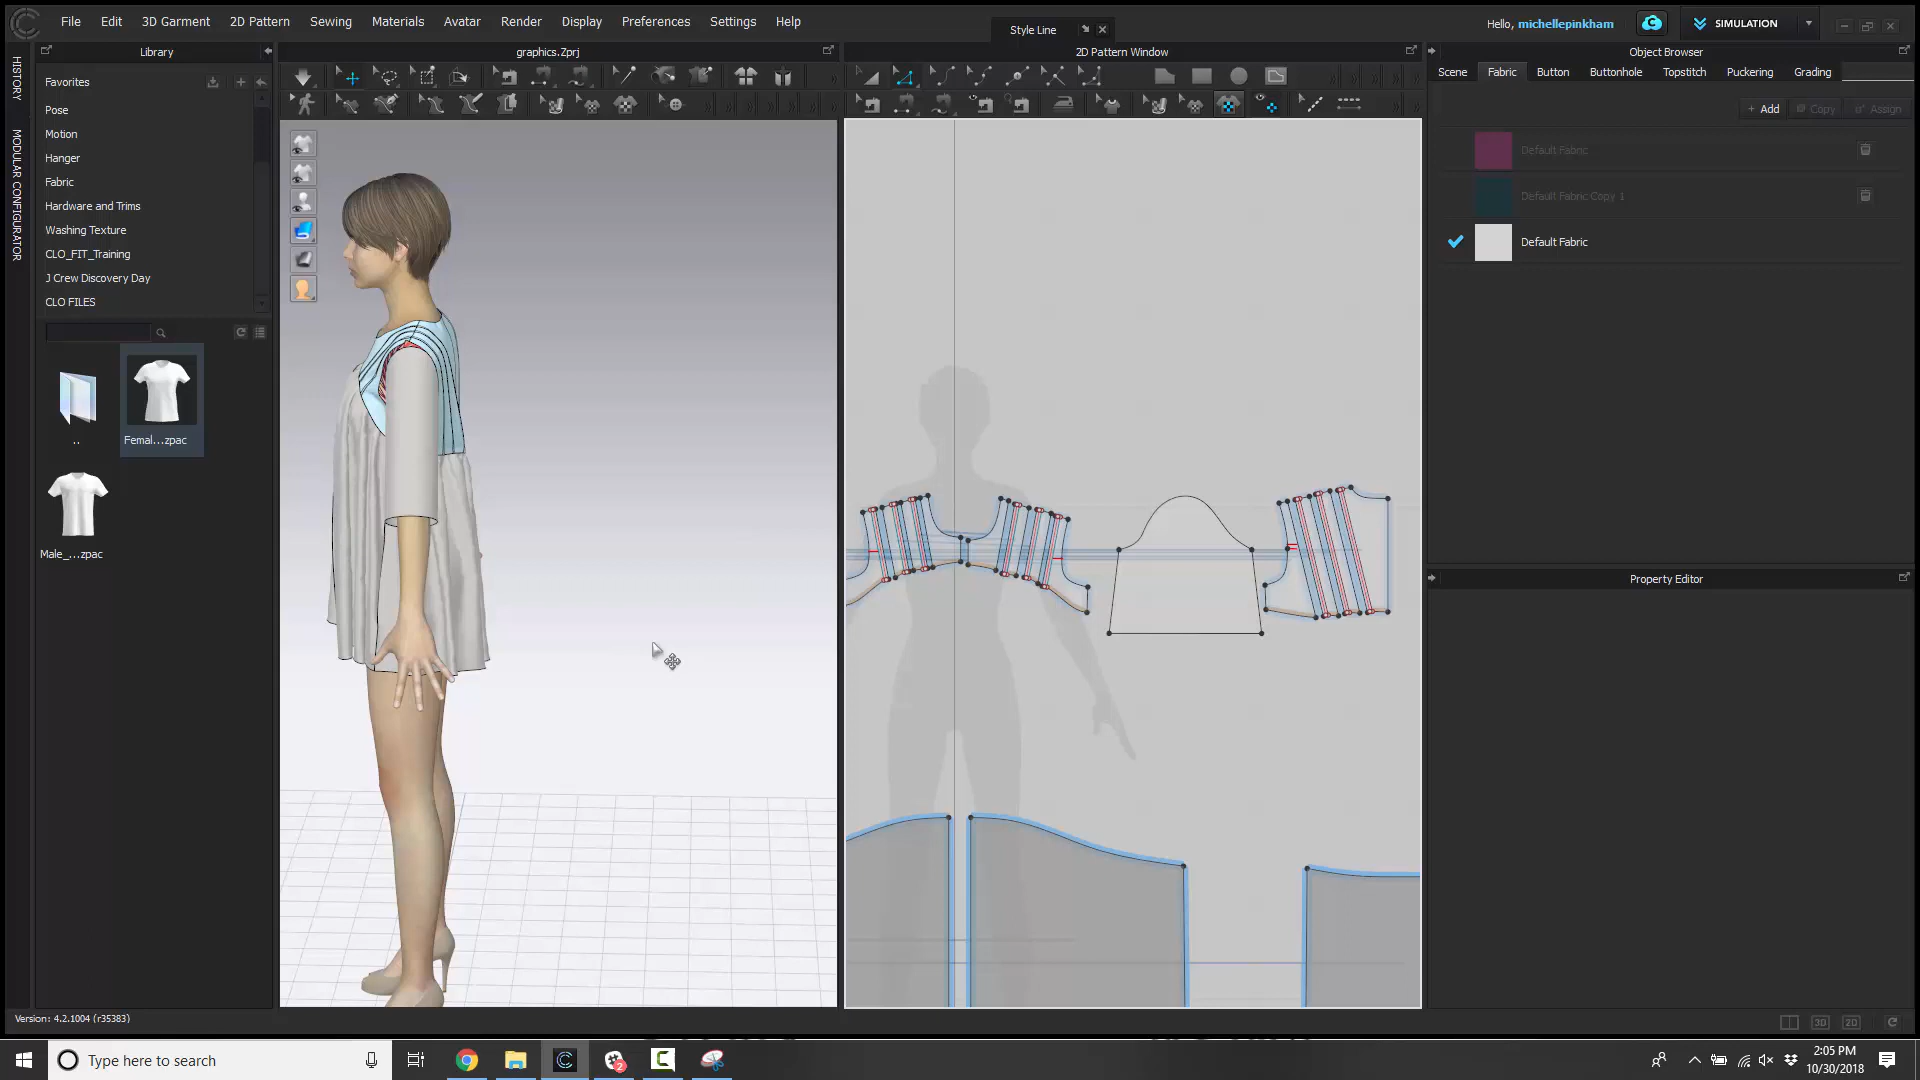 File Edit 3D Garment 2D Pattern Sewing Materials Avatar Render Display Preferences Settings Help
Style Line
Hello, michellepinkham
SIMULATION
Library
graphics.Zprj
2D Pattern Window
Object Browser
HISTORY
MODULAR CONFIGURATOR
Favorites
Pose
Motion
Hanger
Fabric
Hardware and Trims
Washing Texture
CLO_FIT_Training
J Crew Discovery Day
CLO FILES
..
Femal...zpac
Male_...zpac
Scene Fabric Button Buttonhole Topstitch Puckering Grading
+ Add Copy Assign
Default Fabric
Default Fabric Copy 1
Default Fabric
Property Editor
Version: 4.2.1004 (r35383)
3D 2D
Type here to search
2
2:05 PM
10/30/2018